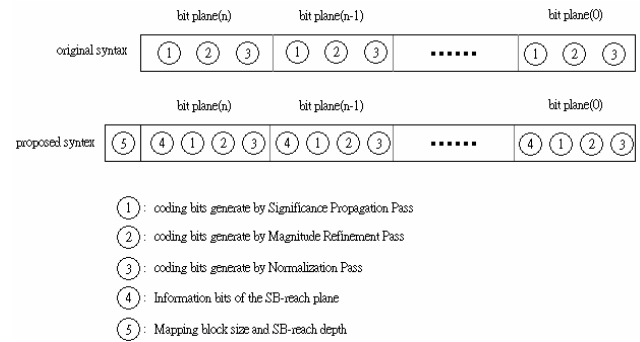 bit plane(n) bit plane(n-1) bit plane(0)
original syntax 1 2 3 1 2 3 ...... 1 2 3
bit plane(n) bit plane(n-1) bit plane(0)
proposed syntex 5 4 1 2 3 4 1 2 3 ...... 4 1 2 3
1 : coding bits generate by Significance Propagation Pass
2 : coding bits generate by Magnitude Refinement Pass
3 : coding bits generate by Normalization Pass
4 : Information bits of the SB-reach plane
5 : Mapping block size and SB-reach depth